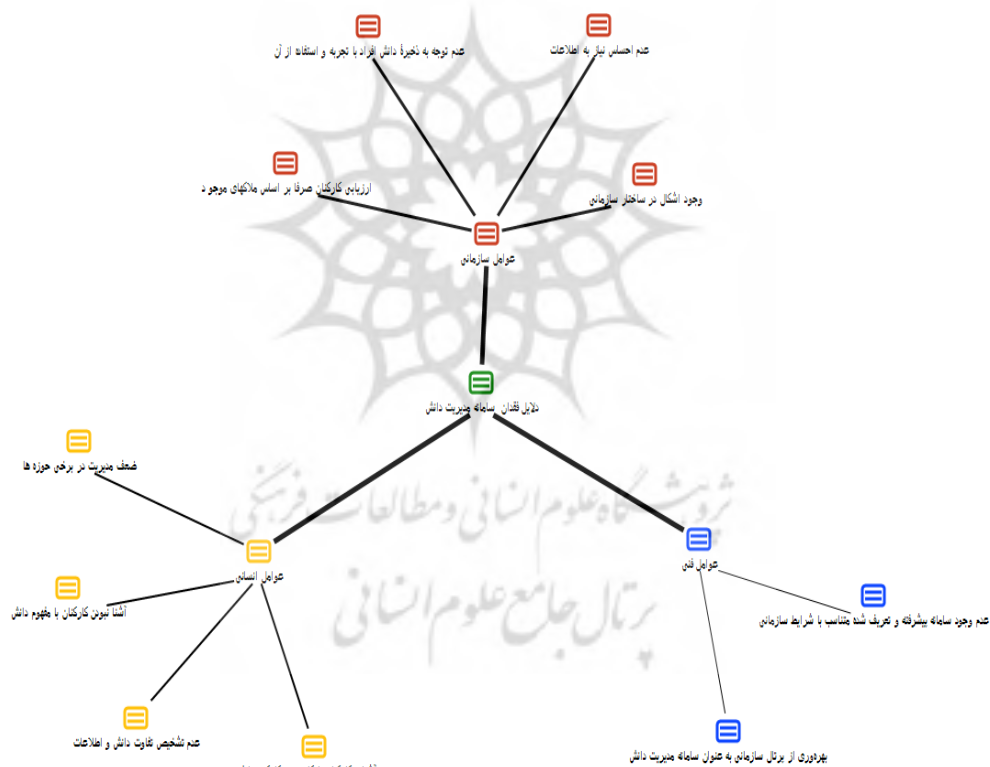 عدم احساس نیاز به اطلاعات
عدم توجه به ذخیرهٔ دانش افراد با تجربه و استفاده از آن
وجود اشکال در ساختار سازمانی
ارزیابی کارکنان صرفا بر اساس ملاکهای موجو د
عوامل سازمانی
دلایل فقدان سامانه مدیریت دانش
ضعف مدیریت در برخی حوزه ها
پژوهشگاه علوم انسانی و مطالعات فرهنگی
عوامل فنی
عوامل انسانی
پرتال جامع علوم انسانی
عدم وجود سامانه پیشرفته و تعریف شده متناسب با شرایط سازمانی
آشنا نبودن کارکنان با مفهوم دانش
عدم تشخیص تفاوت دانش و اطلاعات
بهره‌وری از پرتال سازمانی به عنوان سامانه مدیریت دانش